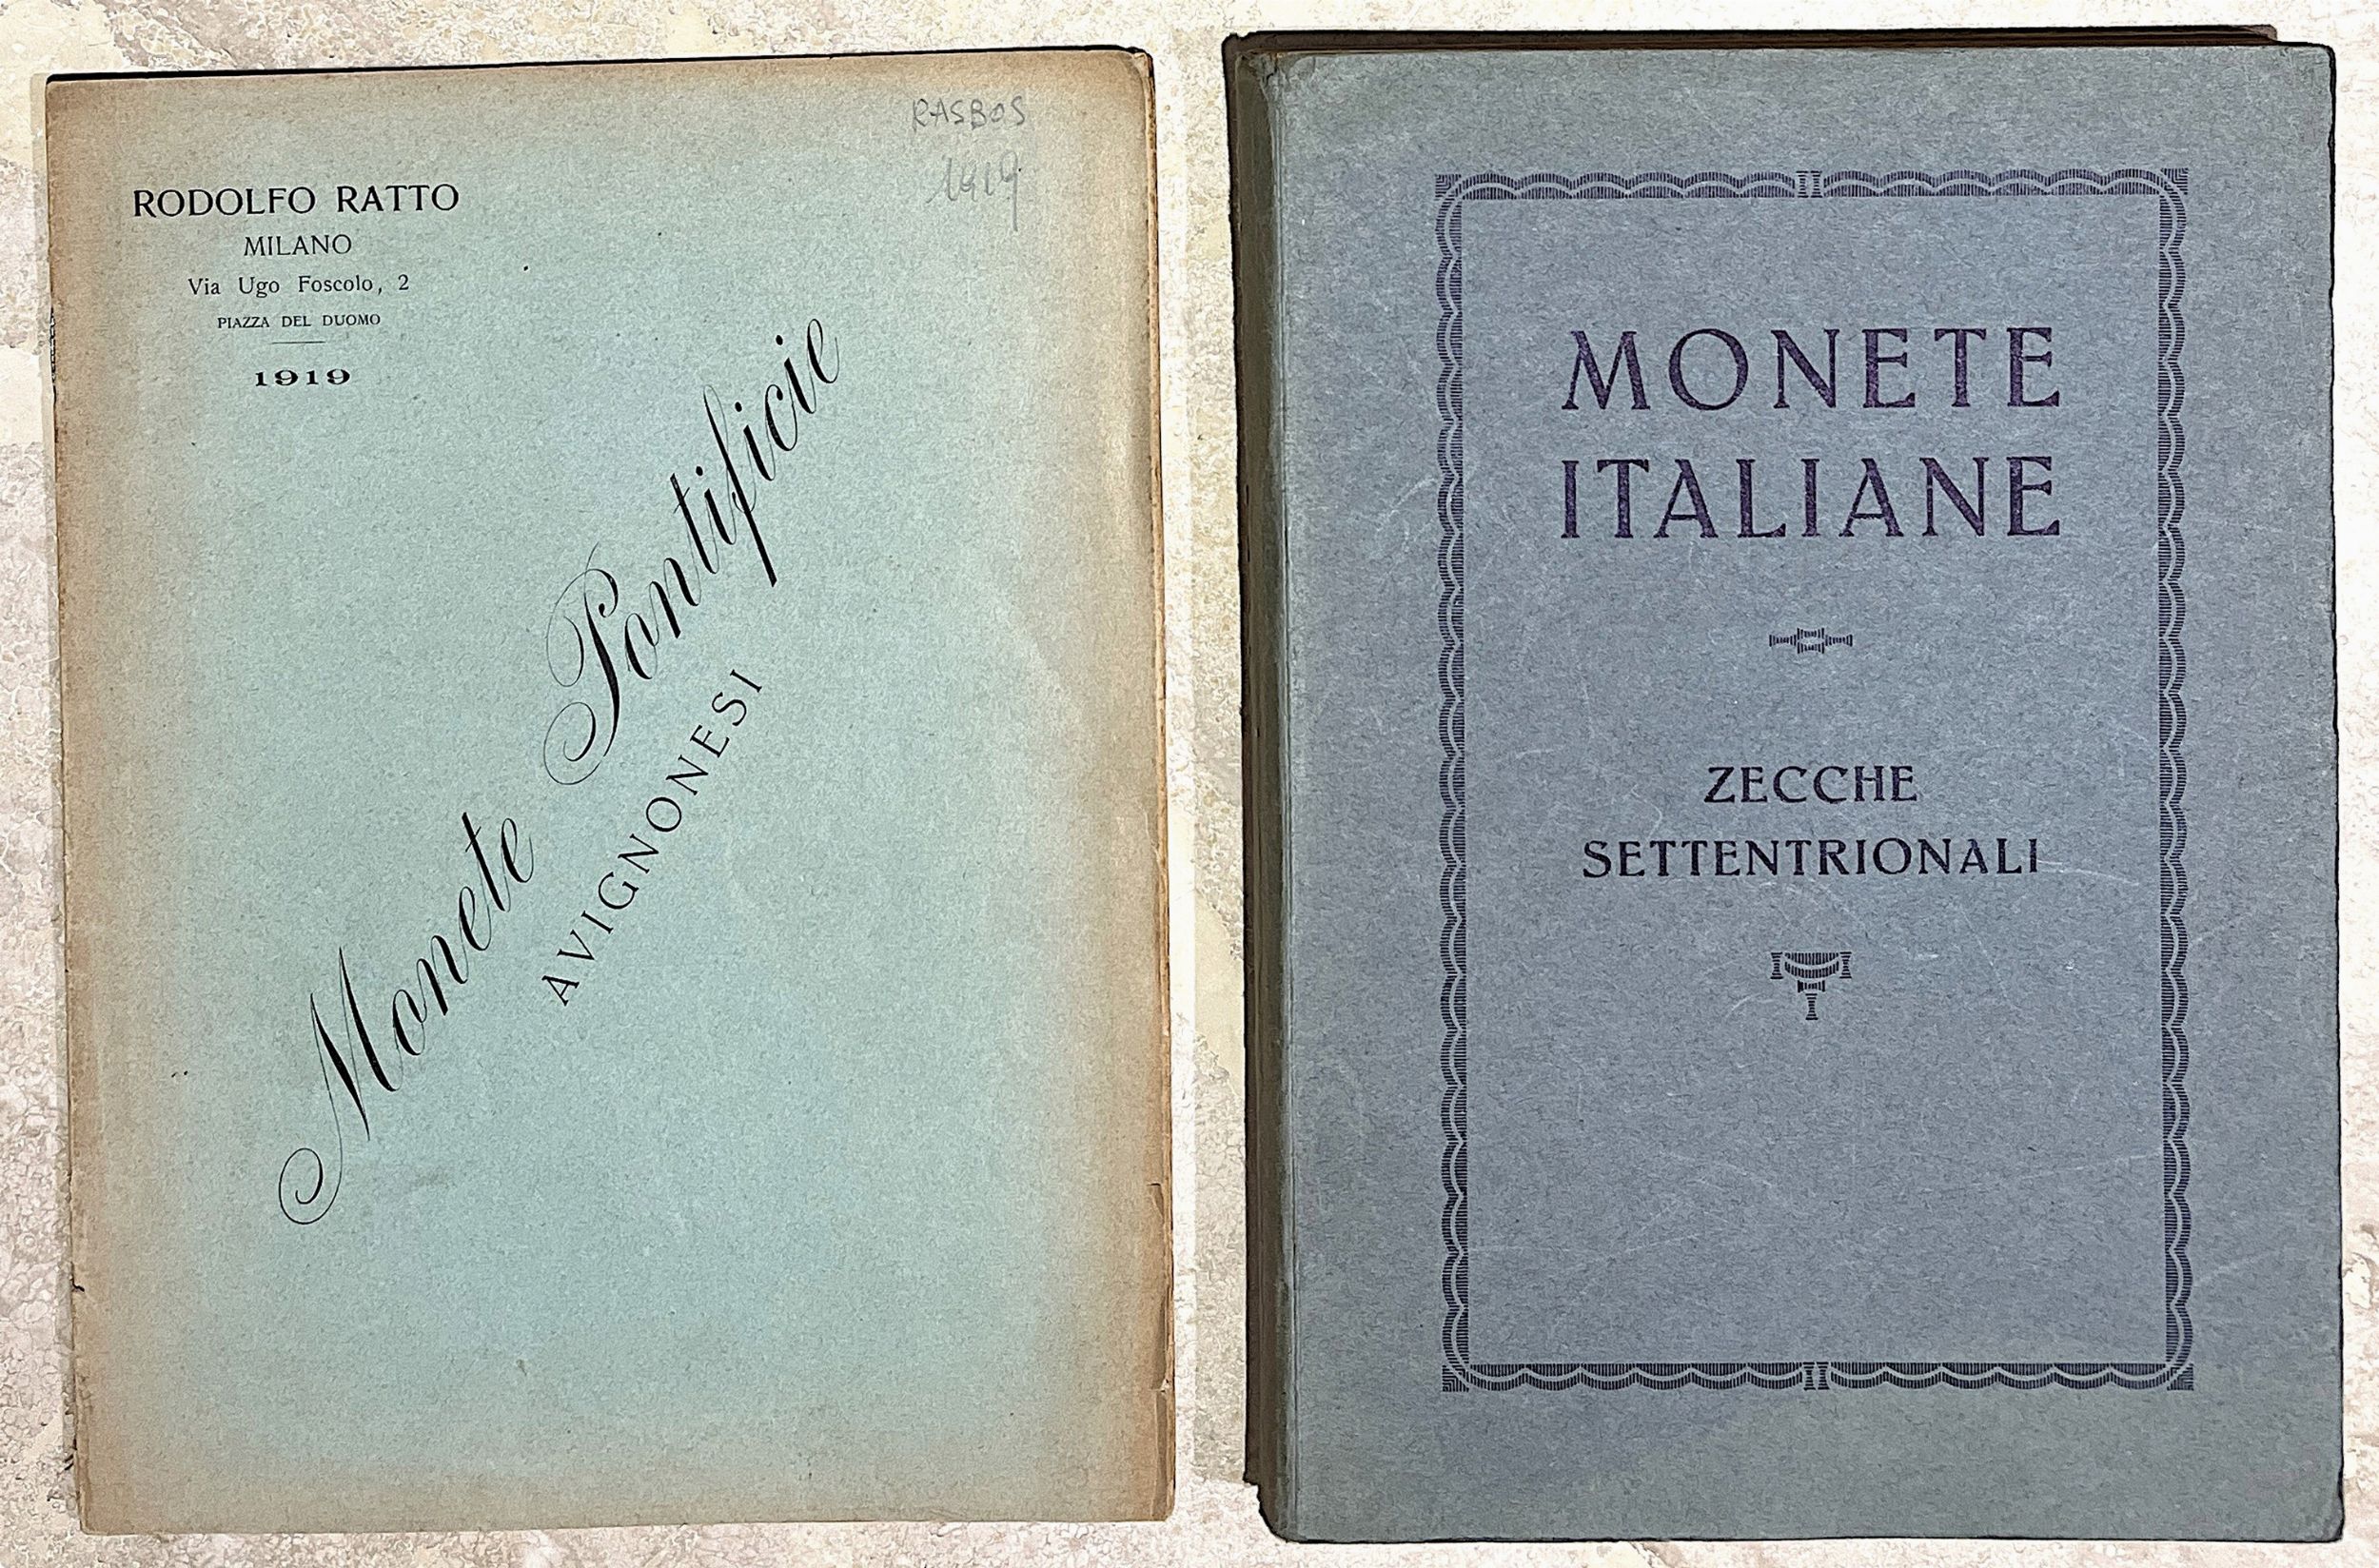 RASBOS
1919
RODOLFO RATTO
MILANO
Via Ugo Foscolo, 2
PIAZZA DEL DUOMO
1919
Monete Pontificie
AVIGNONESI
MONETE
ITALIANE
ZECCHE
SETTENTRIONALI